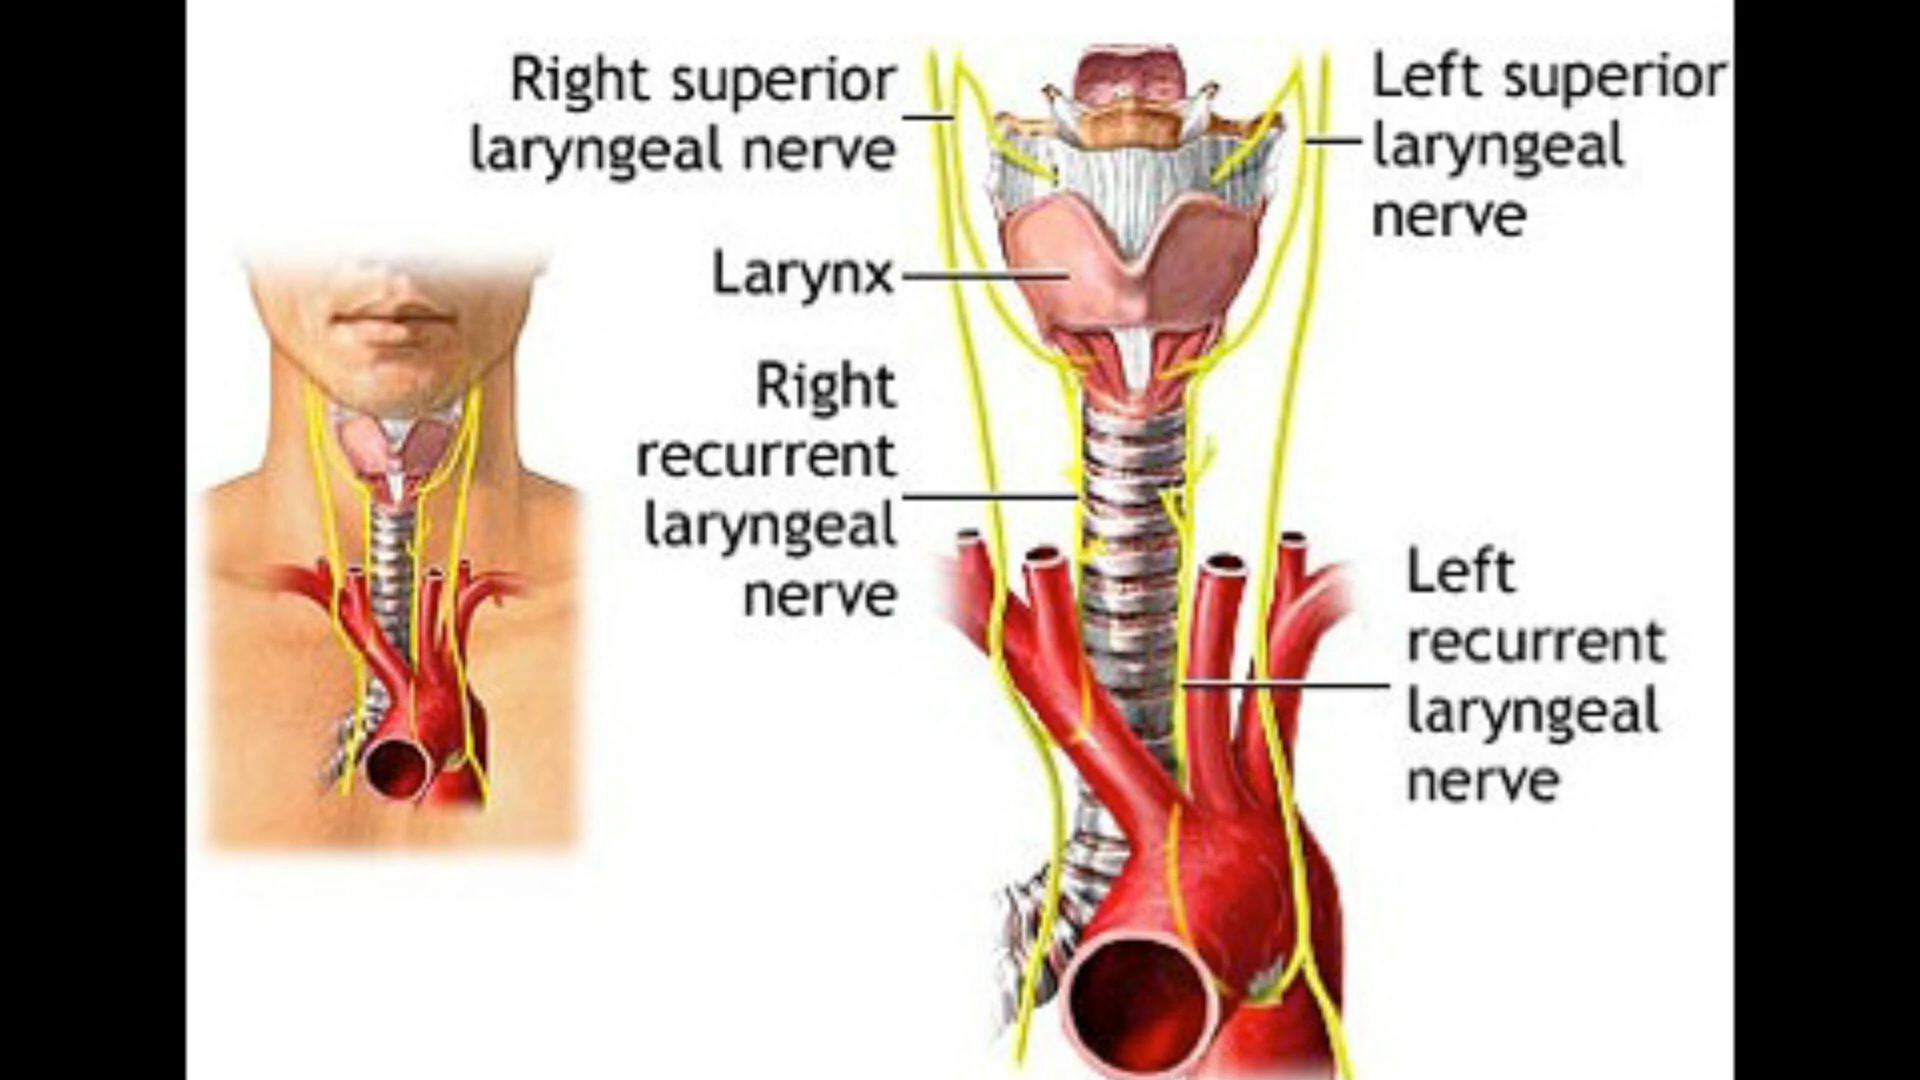 Right superior
laryngeal nerve
Larynx
Right
recurrent
laryngeal
nerve
Left superior
laryngeal
nerve
Left
recurrent
laryngeal
nerve